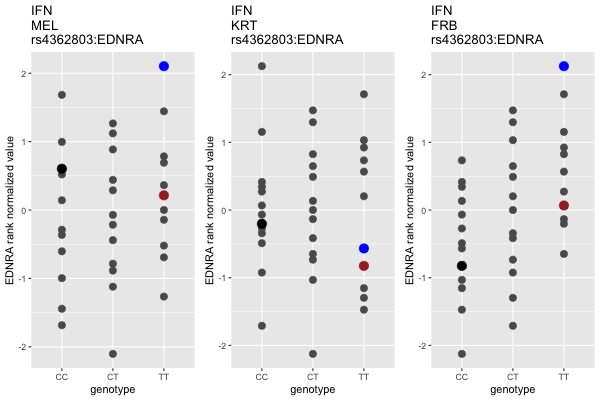 IFN
MEL
rs4362803:EDNRA
EDNRA rank normalized value
2
1
0
-1
-2
CC CT TT
genotype
IFN
KRT
rs4362803:EDNRA
EDNRA rank normalized value
2
1
0
-1
-2
CC CT TT
genotype
IFN
FRB
rs4362803:EDNRA
EDNRA rank normalized value
2
1
0
-1
-2
CC CT TT
genotype